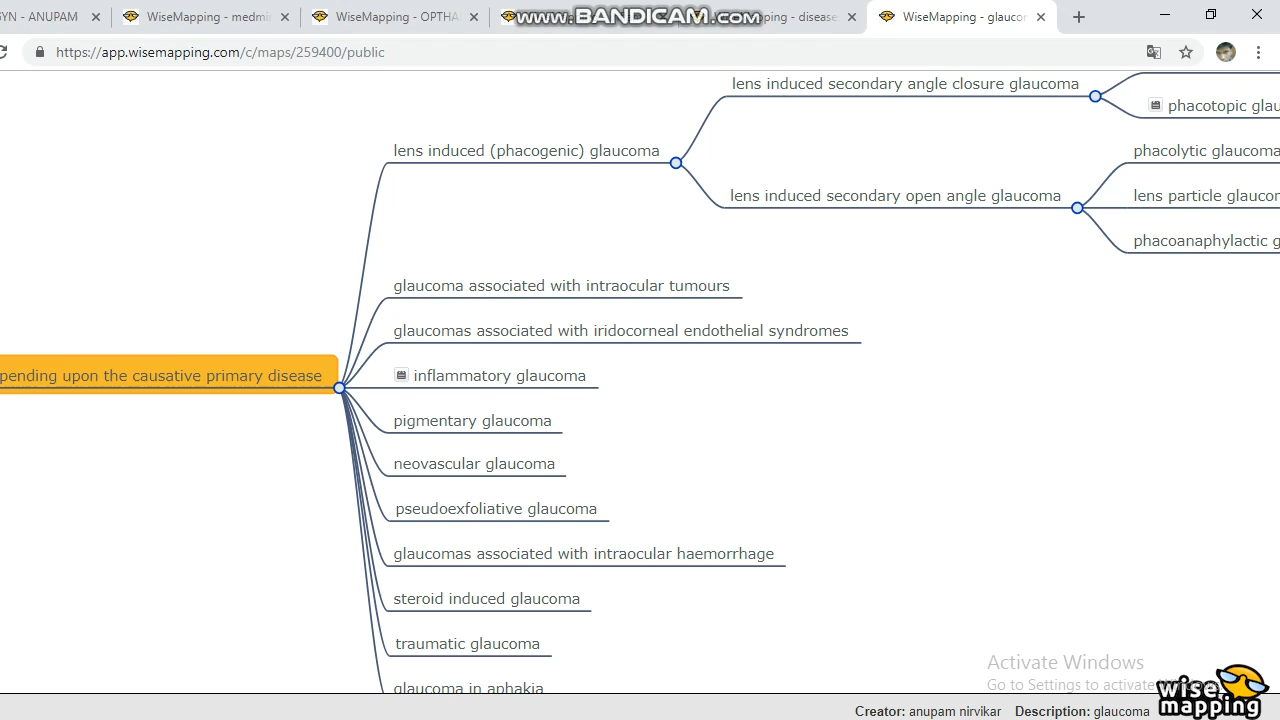 YN - ANUPAM
WiseMapping - medmi
WiseMapping - OPTHA
www.BANDICAM.com
ping - disease
WiseMapping - glaucor
https://app.wisemapping.com/c/maps/259400/public
lens induced secondary angle closure glaucoma
phacotopic glau
lens induced (phacogenic) glaucoma
phacolytic glaucoma
lens induced secondary open angle glaucoma
lens particle glaucor
phacoanaphylactic g
glaucoma associated with intraocular tumours
glaucomas associated with iridocorneal endothelial syndromes
pending upon the causative primary disease
inflammatory glaucoma
pigmentary glaucoma
neovascular glaucoma
pseudoexfoliative glaucoma
glaucomas associated with intraocular haemorrhage
steroid induced glaucoma
traumatic glaucoma
glaucoma in aphakia
Activate Windows
Go to Settings to activate
wise mapping
Creator: anupam nirvikar Description: glaucoma